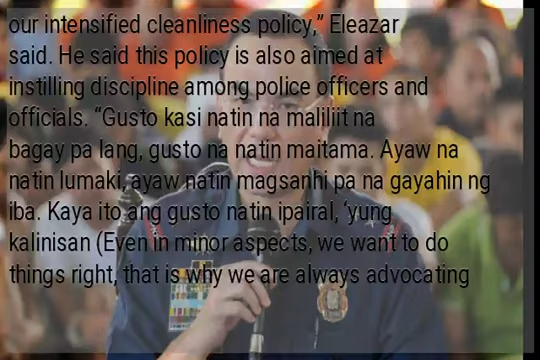 our intensified cleanliness policy,” Eleazar
said. He said this policy is also aimed at
instilling discipline among police officers and
officials. “Gusto kasi natin na maliliit na
bagay pa lang, gusto na natin maitama. Ayaw na
natin lumaki, ayaw natin magsanhi pa na gayahin ng
iba. Kaya ito ang gusto natin ipairal, ‘yung
kalinisan (Even in minor aspects, we want to do
things right, that is why we are always advocating